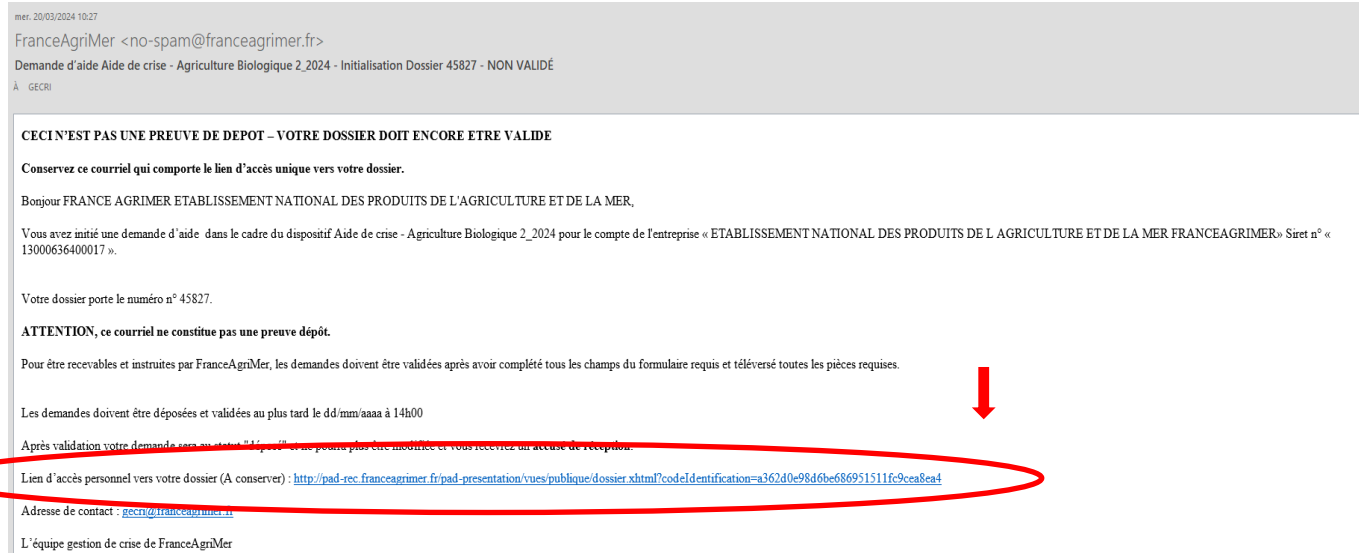 mer. 20/03/2024 10:27
FranceAgriMer <no-spam@franceagrimer.fr>
Demande d'aide Aide de crise - Agriculture Biologique 2_2024 - Initialisation Dossier 45827 - NON VALIDÉ
À GECRI
CECI N'EST PAS UNE PREUVE DE DEPOT – VOTRE DOSSIER DOIT ENCORE ETRE VALIDE
Conservez ce courriel qui comporte le lien d'accès unique vers votre dossier.
Bonjour FRANCE AGRIMER ETABLISSEMENT NATIONAL DES PRODUITS DE L'AGRICULTURE ET DE LA MER,
Vous avez initié une demande d'aide dans le cadre du dispositif Aide de crise - Agriculture Biologique 2_2024 pour le compte de l'entreprise « ETABLISSEMENT NATIONAL DES PRODUITS DE L AGRICULTURE ET DE LA MER FRANCEAGRIMER» Siret n° «
13000636400017 ».
Votre dossier porte le numéro n° 45827.
ATTENTION, ce courriel ne constitue pas une preuve dépôt.
Pour être recevables et instruites par FranceAgriMer, les demandes doivent être validées après avoir complété tous les champs du formulaire requis et téléversé toutes les pièces requises.
Les demandes doivent être déposées et validées au plus tard le dd/mm/aaaa à 14h00
Après validation votre demande sera au statut "déposé" et ne pourra plus être modifiée et vous recevrez un accusé de réception.
Lien d'accès personnel vers votre dossier (A conserver) : http://pad-rec.franceagrimer.fr/pad-presentation/vues/publique/dossier.xhtml?codeIdentification=a362d0e98d6be686951511fc9cea8ea4
Adresse de contact : gecri@franceagrimer.fr
L'équipe gestion de crise de FranceAgriMer